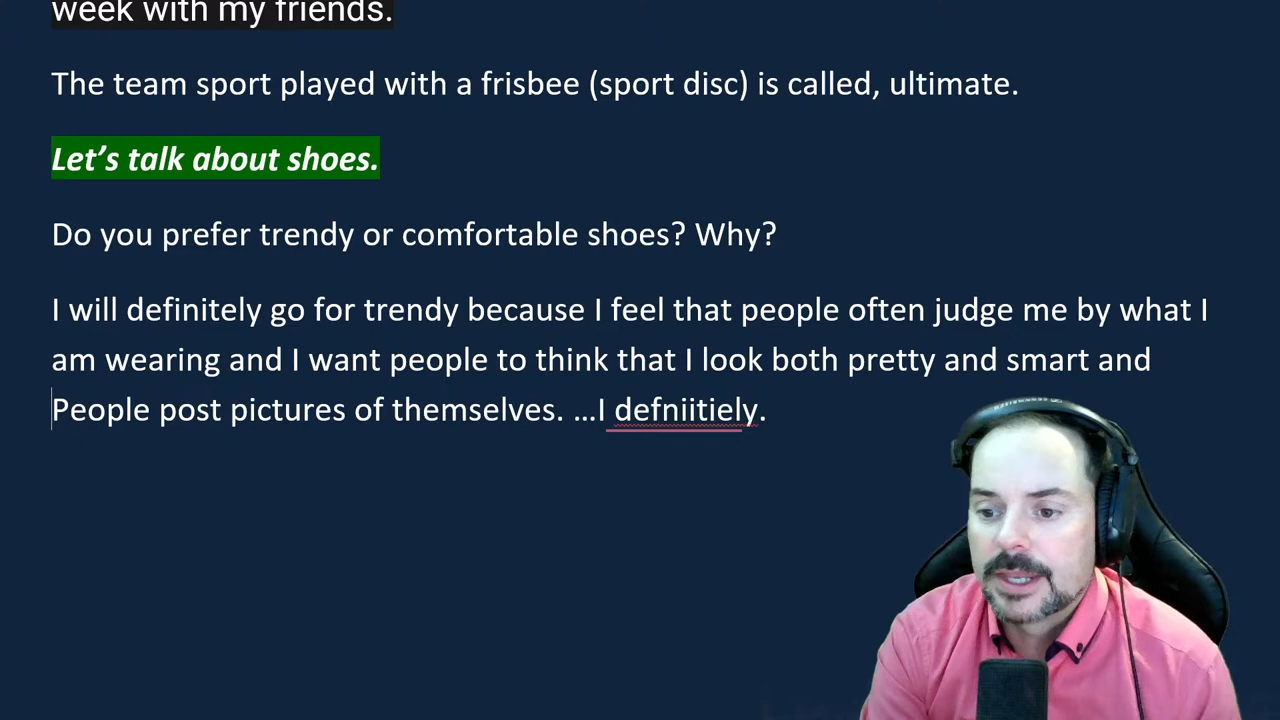 week with my friends.
The team sport played with a frisbee (sport disc) is called, ultimate.
Let’s talk about shoes.
Do you prefer trendy or comfortable shoes? Why?
I will definitely go for trendy because I feel that people often judge me by what I
am wearing and I want people to think that I look both pretty and smart and
People post pictures of themselves. …I defniitiely.